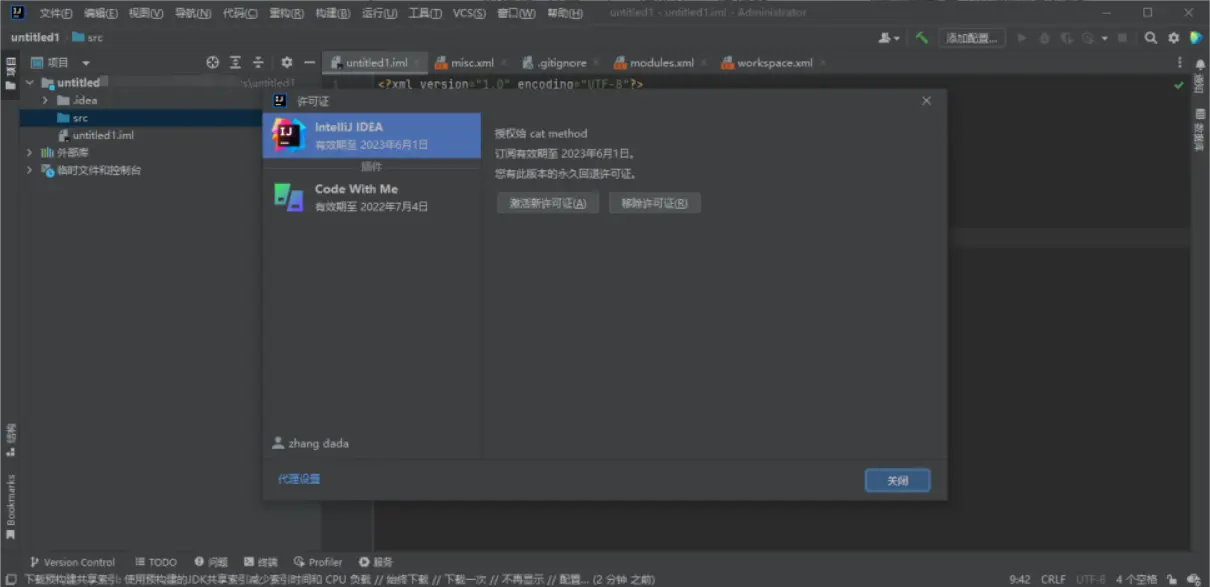 文件(F) 编辑(E) 视图(V) 导航(N) 代码(C) 重构(R) 构建(B) 运行(U) 工具(T) VCS(S) 窗口(W) 帮助(H) untitled1 - untitled1.iml - Administrator
untitled1 src 添加配置...
项目 untitled1.iml misc.xml .gitignore modules.xml workspace.xml
untitled s\untitled1
1 <?xml version="1.0" encoding="UTF-8"?>
.idea
src
untitled1.iml
外部库
临时文件和控制台
许可证
IntelliJ IDEA
有效期至 2023年6月1日
插件
Code With Me
有效期至 2022年7月4日
授权给 cat method
订阅有效期至 2023年6月1日。
您有此版本的永久回退许可证。
激活新许可证(A) 移除许可证(R)
zhang dada
代理设置
关闭
项目
通知
数据库
结构
Bookmarks
Version Control TODO 问题 终端 Profiler 服务
下载预构建共享索引: 使用预构建的JDK共享索引减少索引时间和 CPU 负载 // 始终下载 // 下载一次 // 不再显示 // 配置... (2 分钟 之前) 9:42 CRLF UTF-8 4 个空格